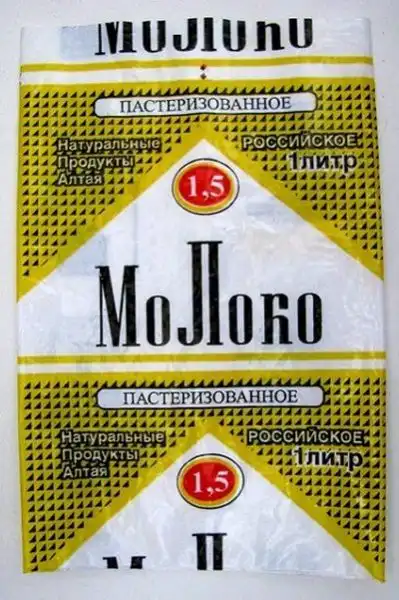 МоЛоко
ПАСТЕРИЗОВАННОЕ
Натуральные
Продукты
Алтая
РОССИЙСКОЕ
1литр
1,5
МоЛоко
ПАСТЕРИЗОВАННОЕ
Натуральные
Продукты
Алтая
РОССИЙСКОЕ
1литр
1,5